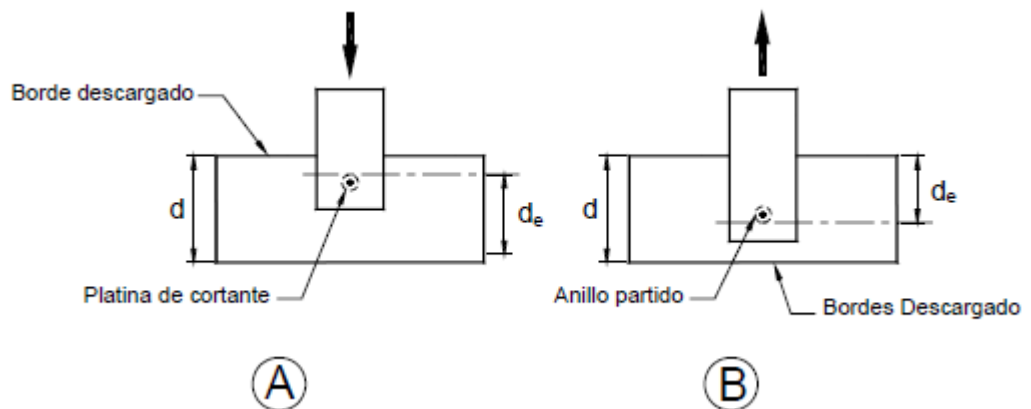 Borde descargado
d
de
Platina de cortante
A
d
de
Anillo partido
Bordes Descargado
B